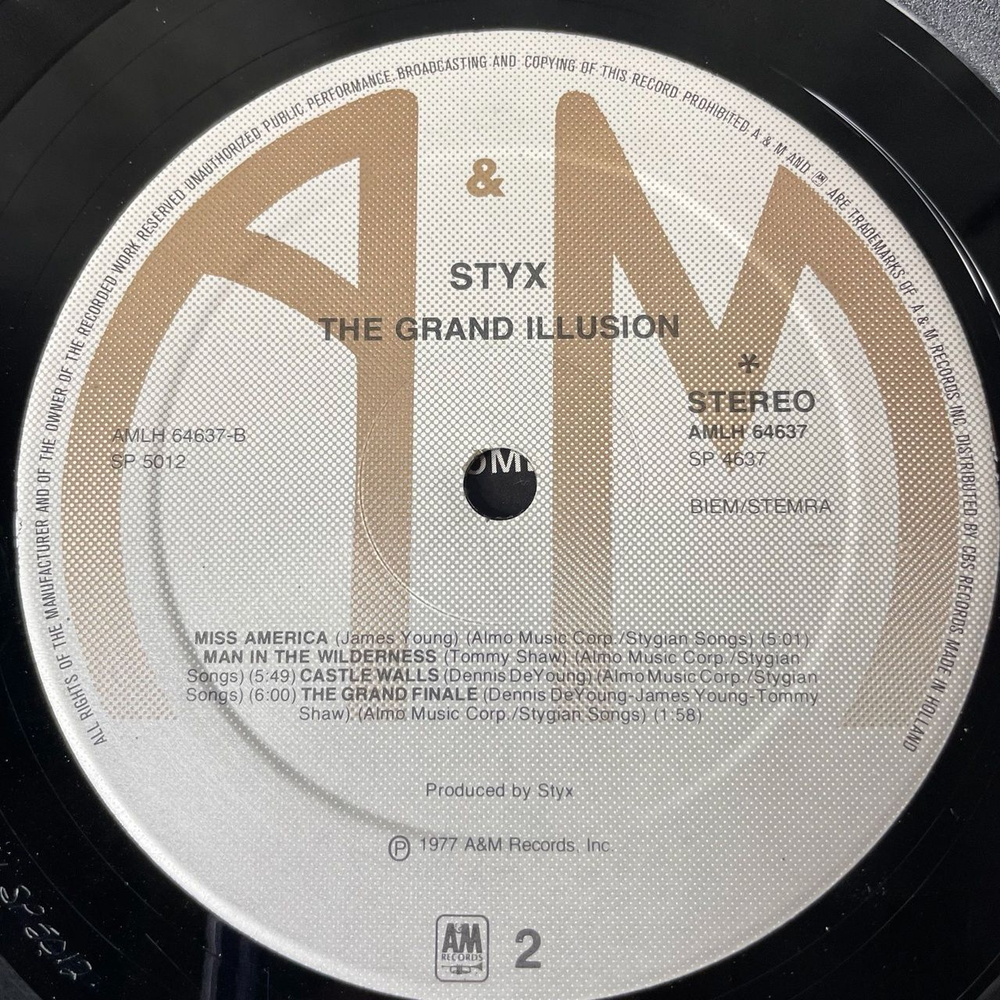 ALL RIGHTS OF THE MANUFACTURER AND OF THE OWNER OF THE RECORDED WORK RESERVED UNAUTHORIZED PUBLIC PERFORMANCE, BROADCASTING AND COPYING OF THIS RECORD PROHIBITED A & M AND AM ARE TRADEMARKS OF A & M RECORDS INC. DISTRIBUTED BY CBS RECORDS MADE IN HOLLAND
A & M
STYX
THE GRAND ILLUSION
*
STEREO
AMLH 64637-B
SP 5012
AMLH 64637
SP 4637
BIEM/STEMRA
MISS AMERICA (James Young) (Almo Music Corp./Stygian Songs) (5:01)
MAN IN THE WILDERNESS (Tommy Shaw) (Almo Music Corp./Stygian
Songs) (5:49) CASTLE WALLS (Dennis DeYoung) (Almo Music Corp./Stygian
Songs) (6:00) THE GRAND FINALE (Dennis DeYoung-James Young-Tommy
Shaw) (Almo Music Corp./Stygian Songs) (1:58)
Produced by Styx
Ⓟ 1977 A&M Records, Inc.
AM
RECORDS
2